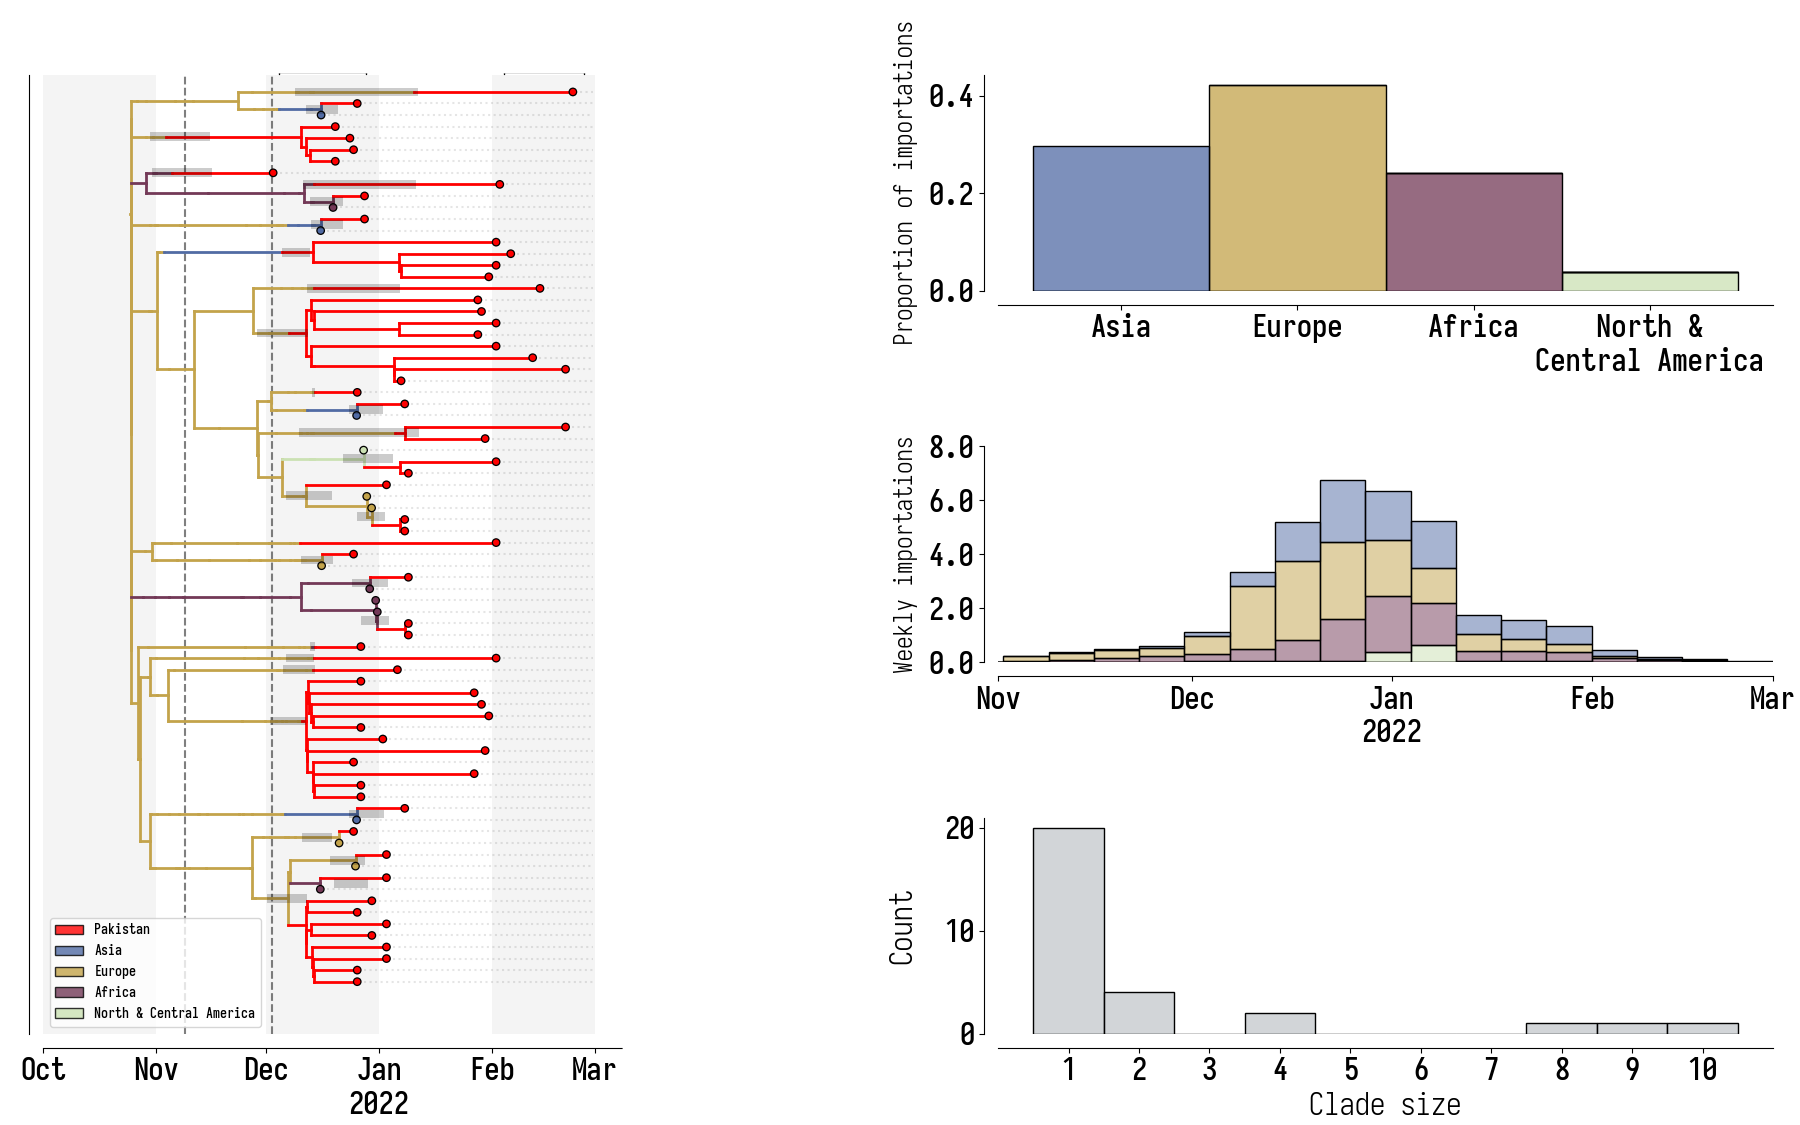 Pakistan
Asia
Europe
Africa
North & Central America
Oct
Nov
Dec
Jan
Feb
Mar
2022
Proportion of importations
0.4
0.2
0.0
Asia
Europe
Africa
North &
Central America
Weekly importations
8.0
6.0
4.0
2.0
0.0
Nov
Dec
Jan
Feb
Mar
2022
Count
20
10
0
1
2
3
4
5
6
7
8
9
10
Clade size